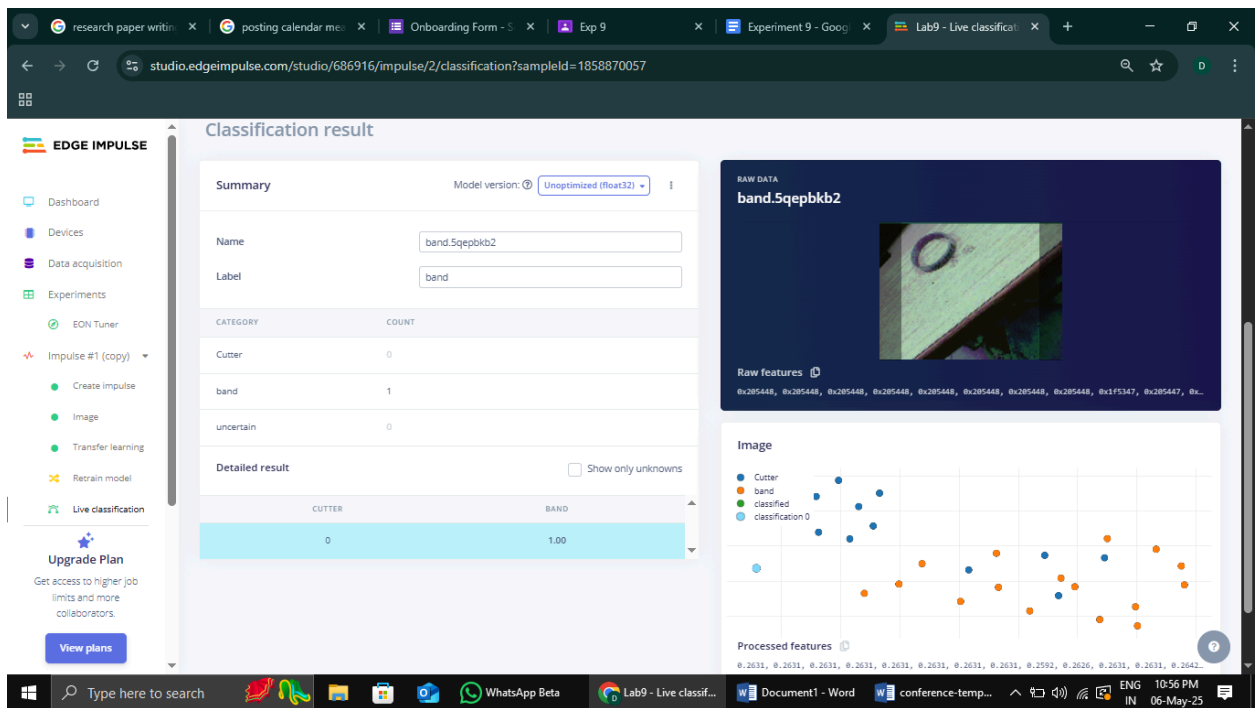 research paper writin
posting calendar mea
Onboarding Form - S
Exp 9
Experiment 9 - Goog
Lab9 - Live classificati
studio.edgeimpulse.com/studio/686916/impulse/2/classification?sampleId=1858870057
D
EDGE IMPULSE
Dashboard
Devices
Data acquisition
Experiments
EON Tuner
Impulse #1 (copy)
Create impulse
Image
Transfer learning
Retrain model
Live classification
Upgrade Plan
Get access to higher job
limits and more
collaborators.
View plans
Classification result
Summary
Model version: Unoptimized (float32)
Name band.5qepbkb2
Label band
CATEGORY COUNT
Cutter 0
band 1
uncertain 0
Detailed result Show only unknowns
CUTTER BAND
0 1.00
RAW DATA
band.5qepbkb2
Raw features
0x205448, 0x205448, 0x205448, 0x205448, 0x205448, 0x205448, 0x205448, 0x205448, 0x1f5347, 0x205447, 0x…
Image
Cutter
band
classified
classification 0
Processed features
0.2631, 0.2631, 0.2631, 0.2631, 0.2631, 0.2631, 0.2631, 0.2631, 0.2592, 0.2626, 0.2631, 0.2631, 0.2642…
Type here to search
WhatsApp Beta
Lab9 - Live classif...
Document1 - Word
conference-temp...
ENG
IN
10:56 PM
06-May-25